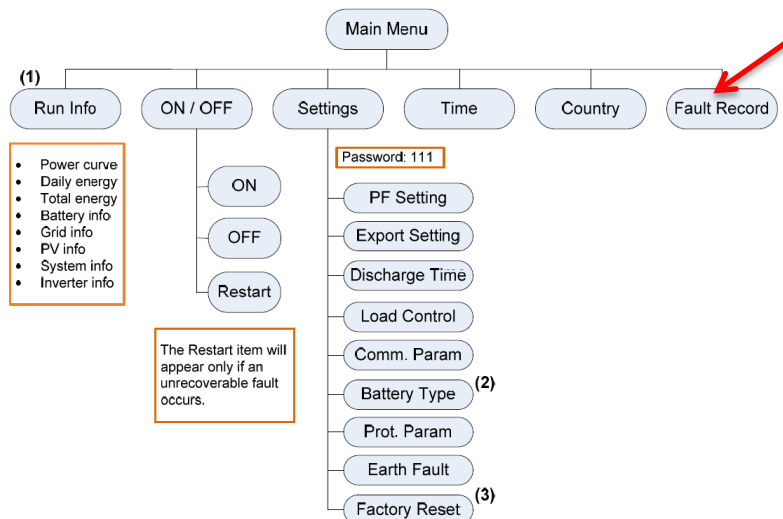 Main Menu
(1)
Run Info
ON / OFF
Settings
Time
Country
Fault Record
• Power curve
• Daily energy
• Total energy
• Battery info
• Grid info
• PV info
• System info
• Inverter info
ON
OFF
Restart
The Restart item will
appear only if an
unrecoverable fault
occurs.
Password: 111
PF Setting
Export Setting
Discharge Time
Load Control
Comm. Param
Battery Type (2)
Prot. Param
Earth Fault
Factory Reset (3)